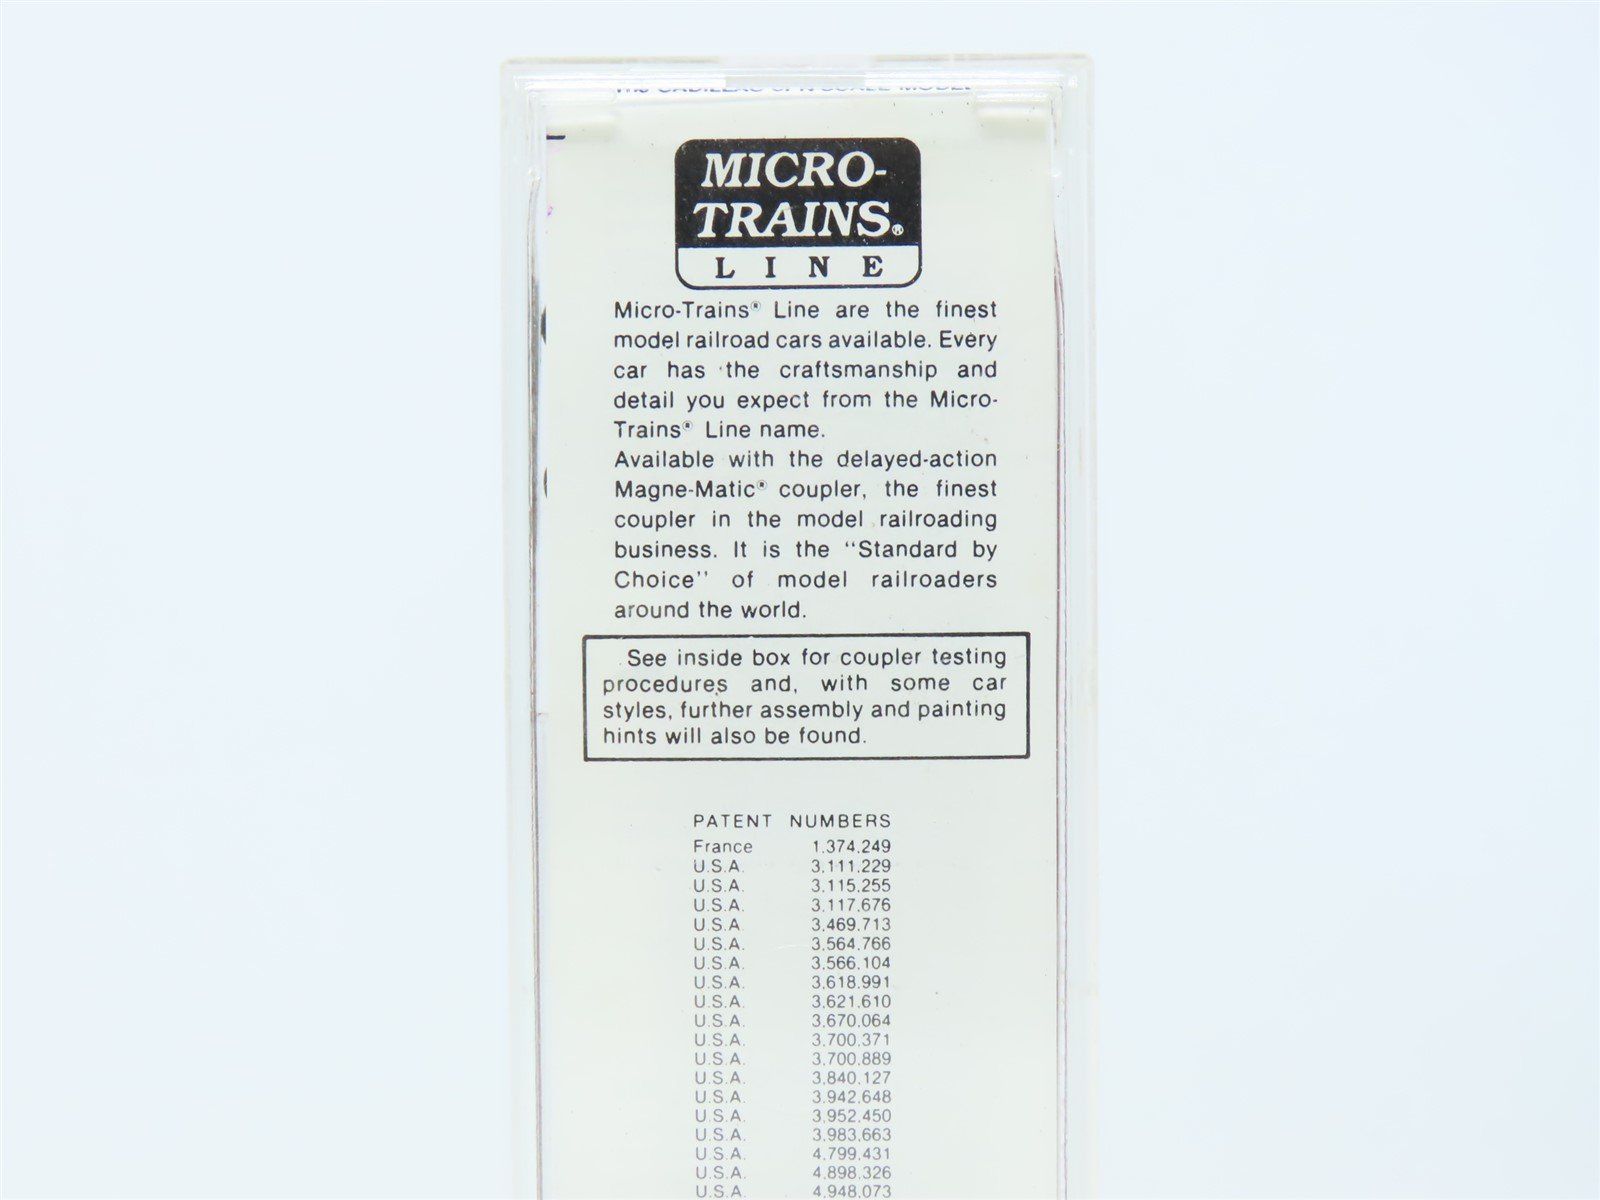 MICRO-
TRAINS®
LINE
Micro-Trains® Line are the finest
model railroad cars available. Every
car has the craftsmanship and
detail you expect from the Micro-
Trains® Line name.
Available with the delayed-action
Magne-Matic® coupler, the finest
coupler in the model railroading
business. It is the "Standard by
Choice" of model railroaders
around the world.
See inside box for coupler testing
procedures and, with some car
styles, further assembly and painting
hints will also be found.
PATENT NUMBERS
France 1,374,249
U.S.A. 3,111,229
U.S.A. 3,115,255
U.S.A. 3,117,676
U.S.A. 3,469,713
U.S.A. 3,564,766
U.S.A. 3,566,104
U.S.A. 3,618,991
U.S.A. 3,621,610
U.S.A. 3,670,064
U.S.A. 3,700,371
U.S.A. 3,700,889
U.S.A. 3,840,127
U.S.A. 3,942,648
U.S.A. 3,952,450
U.S.A. 3,983,663
U.S.A. 4,799,431
U.S.A. 4,898,326
U.S.A. 4,948,073